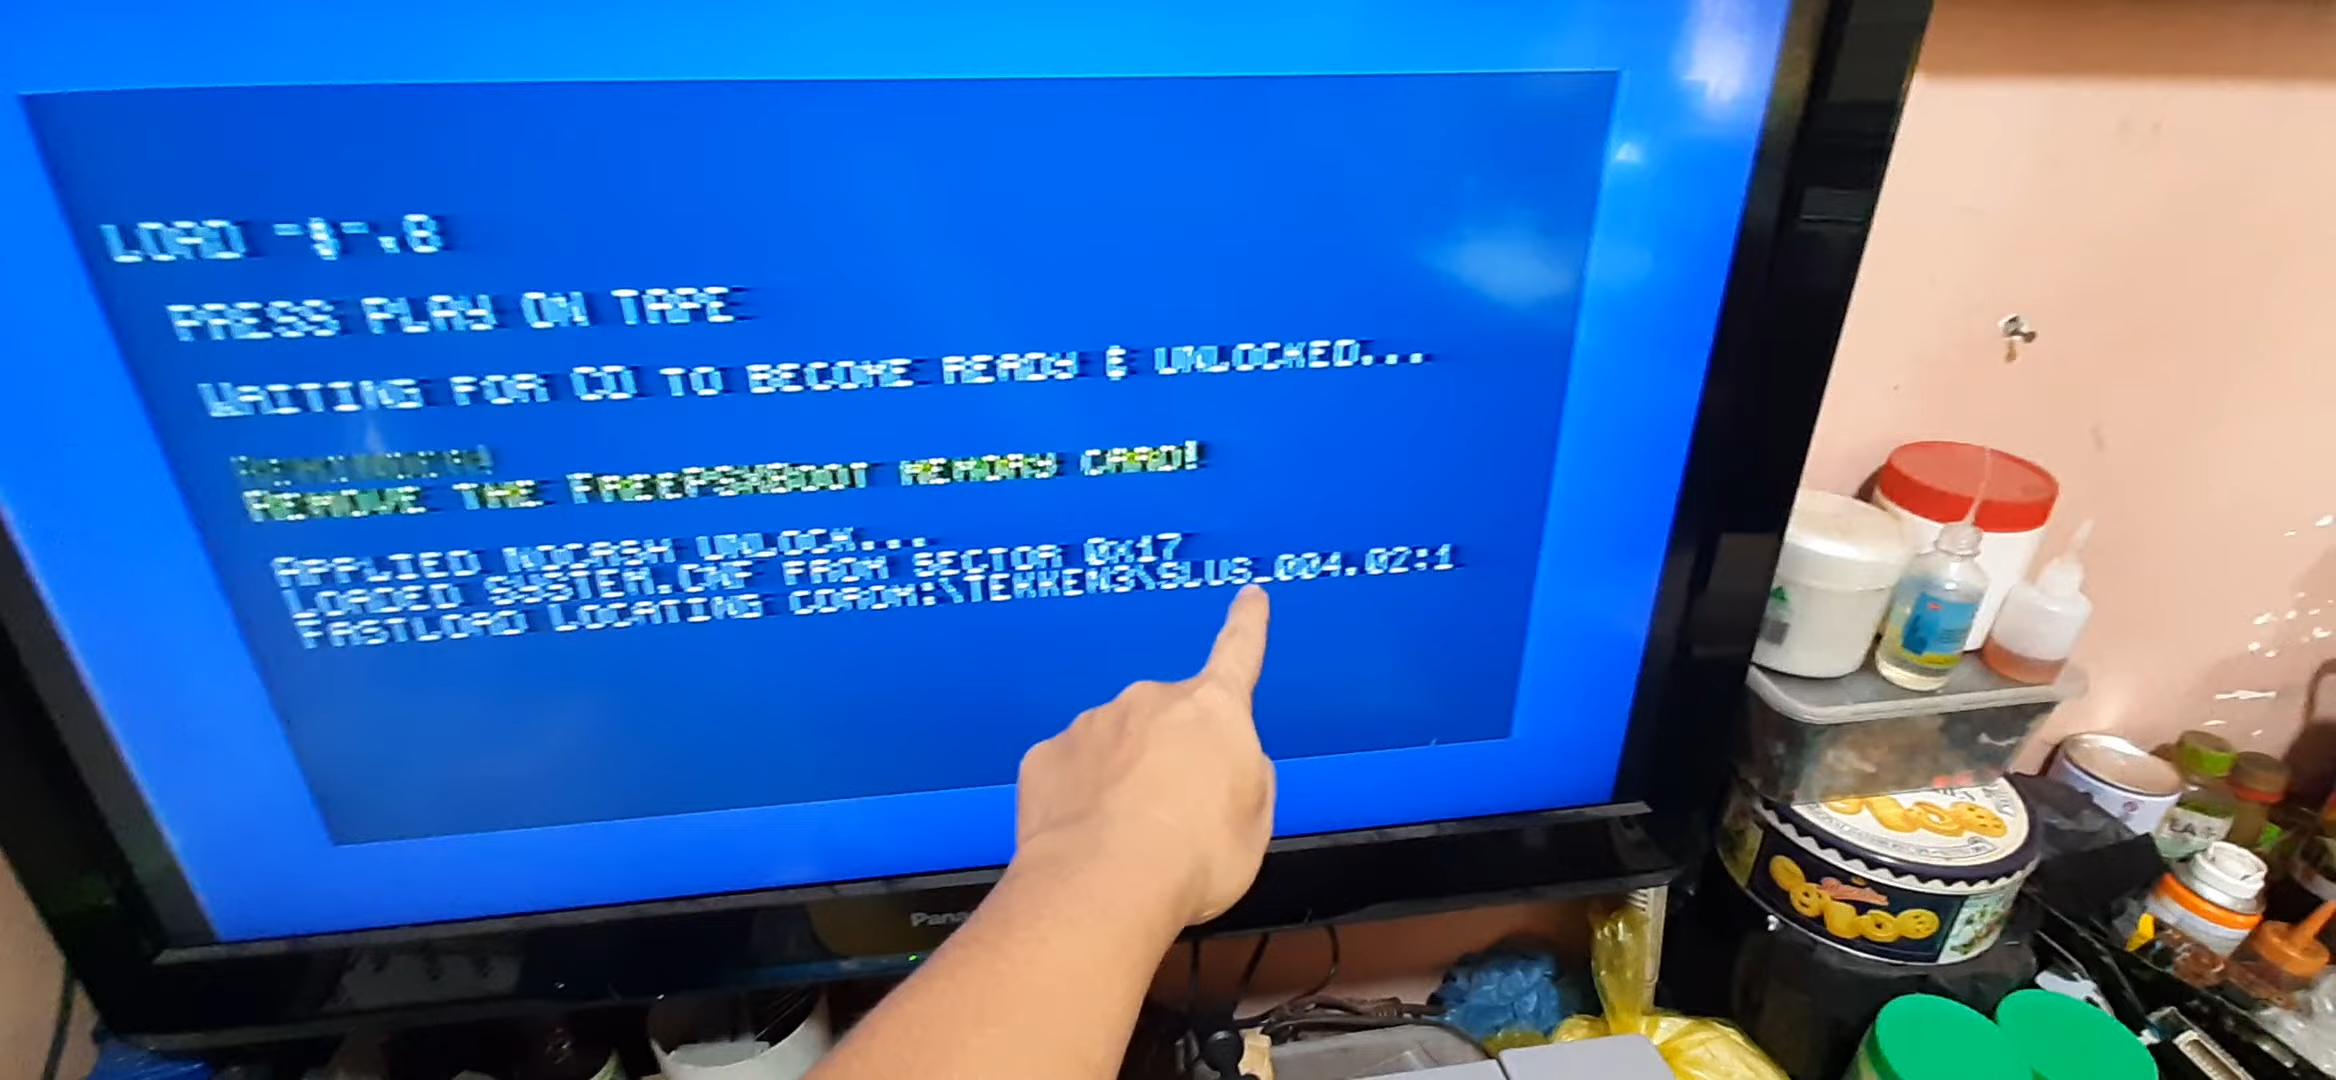 LOAD "$",8
PRESS PLAY ON TAPE
WAITING FOR CD TO BECOME READY & UNLOCKED...
REMOVE THE FREEPSXBOOT MEMORY CARD!
APPLIED NOCASH UNLOCK...
LOADED SYSTEM.CNF FROM SECTOR 0x17
FASTLOAD LOCATING CDROM:\TEKKEN3\SLUS_004.02:1